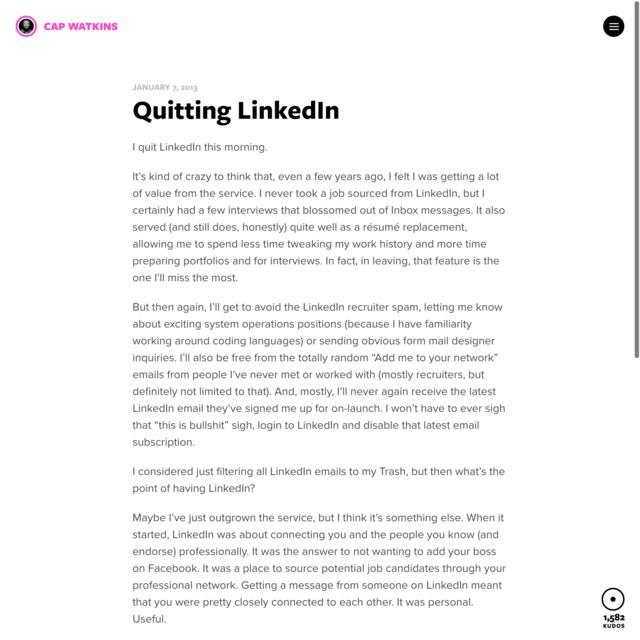 CAP WATKINS
JANUARY 7, 2013
Quitting LinkedIn
I quit LinkedIn this morning.
It's kind of crazy to think that, even a few years ago, I felt I was getting a lot
of value from the service. I never took a job sourced from LinkedIn, but I
certainly had a few interviews that blossomed out of Inbox messages. It also
served (and still does, honestly) quite well as a résumé replacement,
allowing me to spend less time tweaking my work history and more time
preparing portfolios and for interviews. In fact, in leaving, that feature is the
one I'll miss the most.
But then again, I'll get to avoid the LinkedIn recruiter spam, letting me know
about exciting system operations positions (because I have familiarity
working around coding languages) or sending obvious form mail designer
inquiries. I'll also be free from the totally random “Add me to your network”
emails from people I've never met or worked with (mostly recruiters, but
definitely not limited to that). And, mostly, I'll never again receive the latest
LinkedIn email they've signed me up for on-launch. I won't have to ever sigh
that “this is bullshit” sigh, login to LinkedIn and disable that latest email
subscription.
I considered just filtering all LinkedIn emails to my Trash, but then what's the
point of having LinkedIn?
Maybe I've just outgrown the service, but I think it's something else. When it
started, LinkedIn was about connecting you and the people you know (and
endorse) professionally. It was the answer to not wanting to add your boss
on Facebook. It was a place to source potential job candidates through your
professional network. Getting a message from someone on LinkedIn meant
that you were pretty closely connected to each other. It was personal.
Useful.
1,582
KUDOS